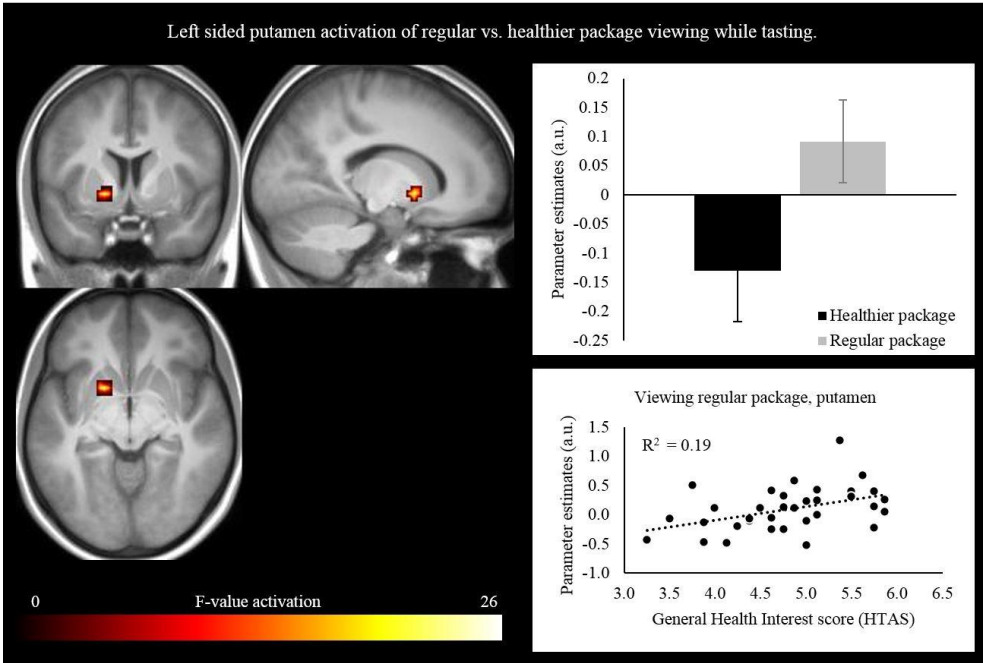 Left sided putamen activation of regular vs. healthier package viewing while tasting.
0.2
0.15
0.1
0.05
0
-0.05
-0.1
-0.15
-0.2
-0.25
Parameter estimates (a.u.)
Healthier package
Regular package
Viewing regular package, putamen
R² = 0.19
1.5
1.0
0.5
0.0
-0.5
-1.0
Parameter estimates (a.u.)
3.0 3.5 4.0 4.5 5.0 5.5 6.0 6.5
General Health Interest score (HTAS)
0 F-value activation 26